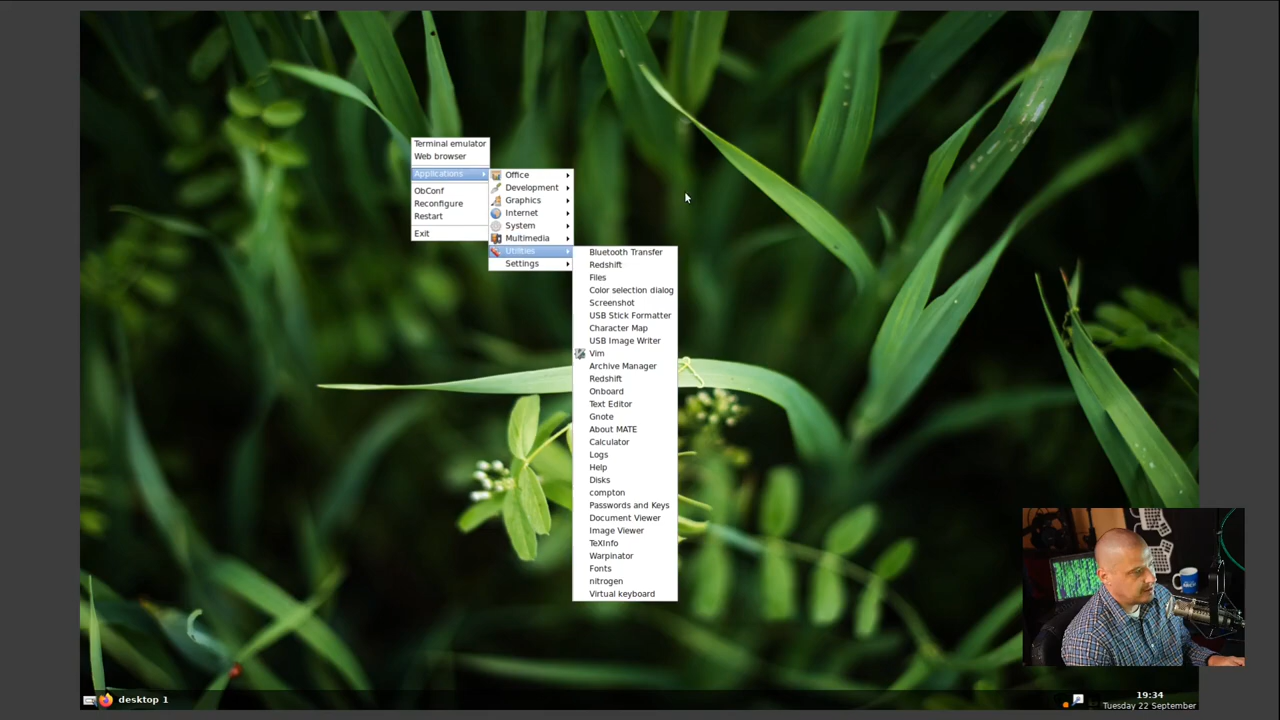 Terminal emulator
Web browser
Applications
ObConf
Reconfigure
Restart
Exit
Office
Development
Graphics
Internet
System
Multimedia
Utilities
Settings
Bluetooth Transfer
Redshift
Files
Color selection dialog
Screenshot
USB Stick Formatter
Character Map
USB Image Writer
Vim
Archive Manager
Redshift
Onboard
Text Editor
Gnote
About MATE
Calculator
Logs
Help
Disks
compton
Passwords and Keys
Document Viewer
Image Viewer
TeXInfo
Warpinator
Fonts
nitrogen
Virtual keyboard
desktop 1
19:34
Tuesday 22 September